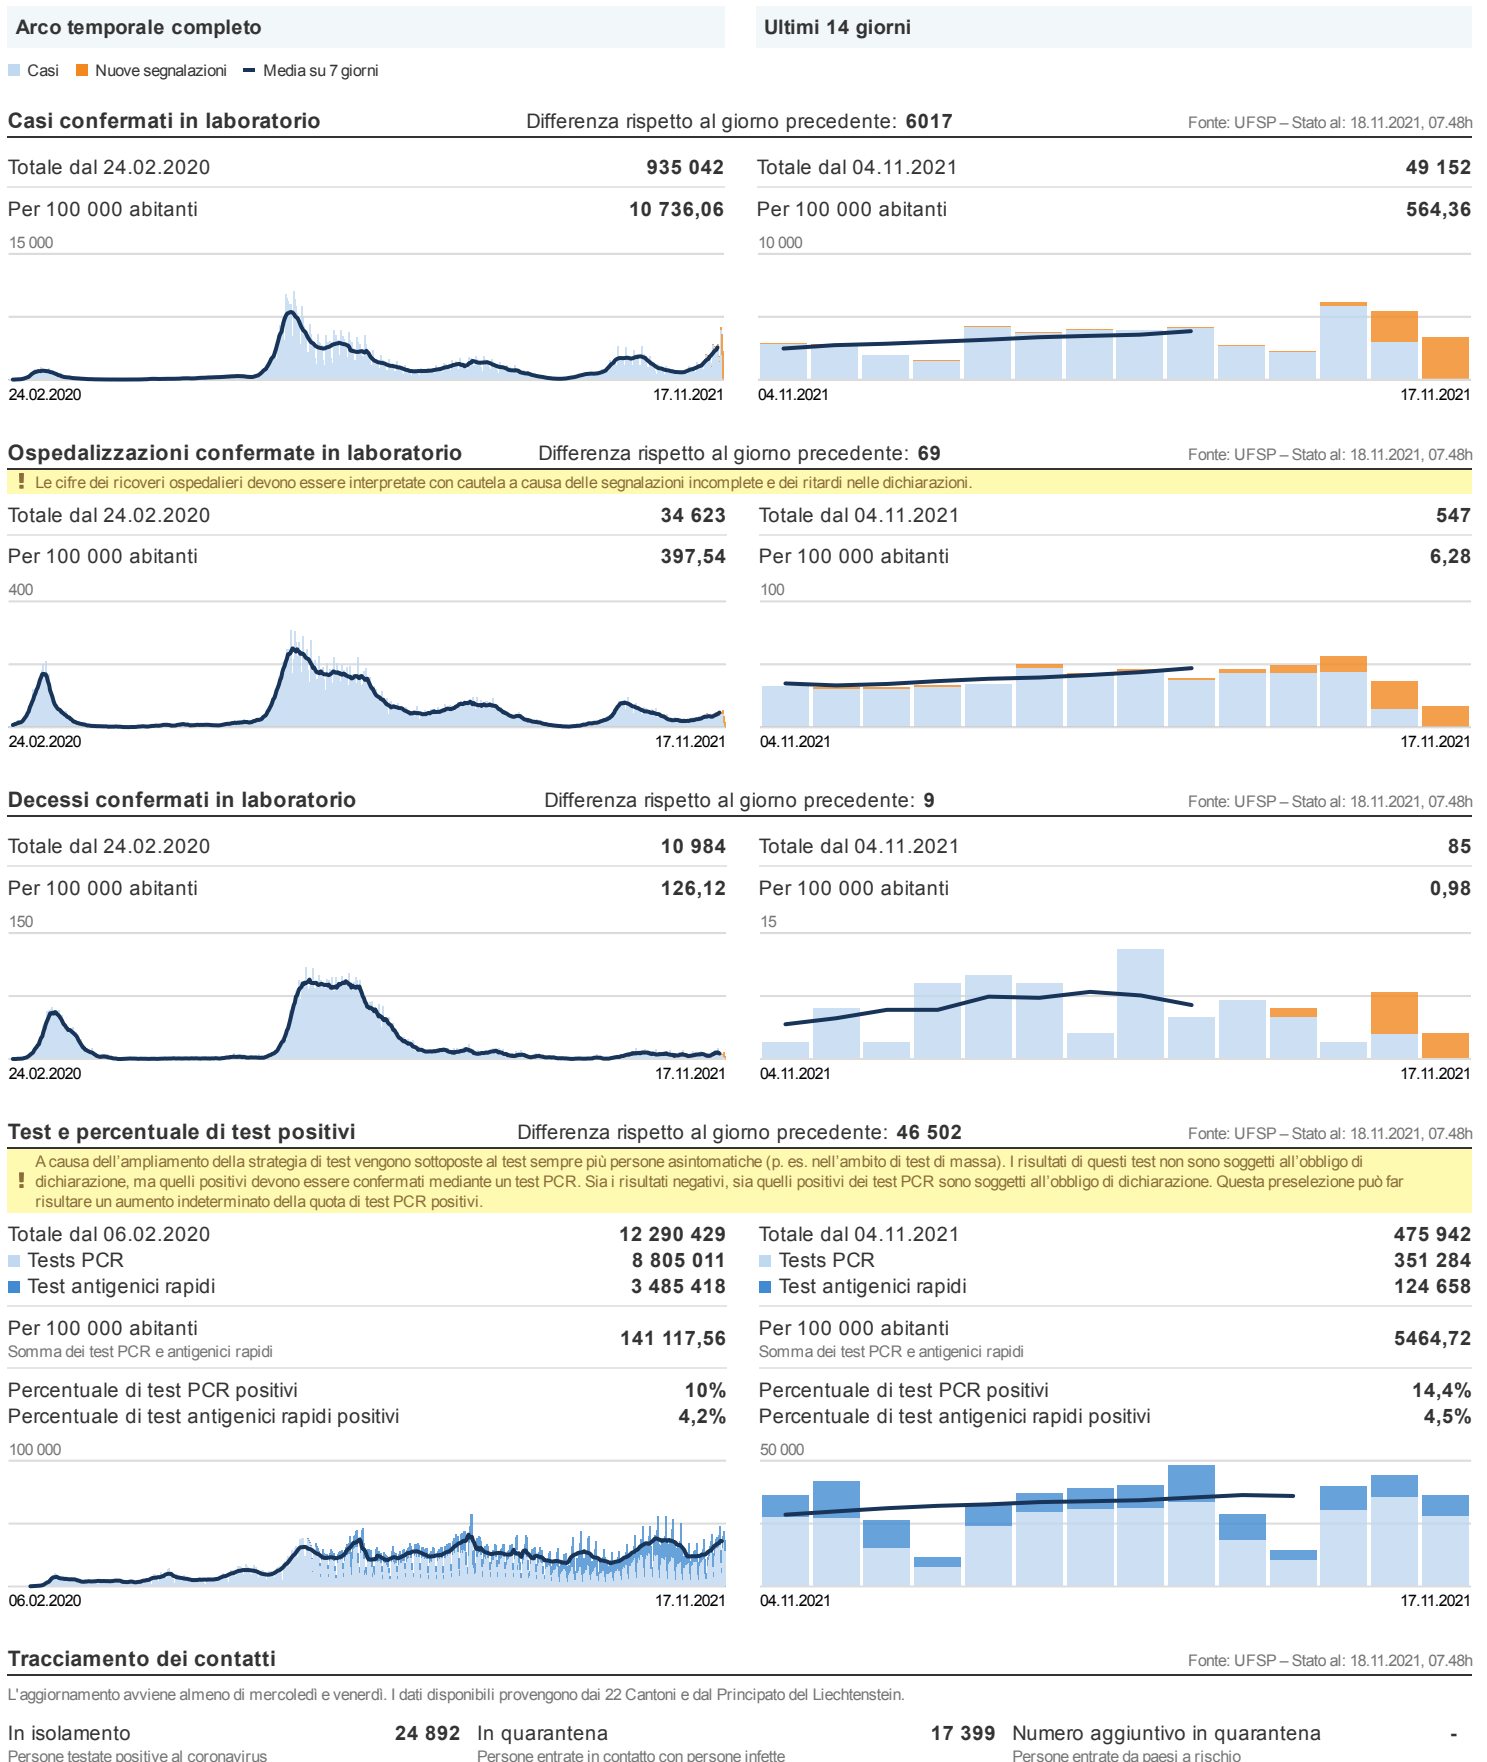 Arco temporale completo
Ultimi 14 giorni
Casi Nuove segnalazioni Media su 7 giorni
Casi confermati in laboratorio Differenza rispetto al giorno precedente: 6017 Fonte: UFSP – Stato al: 18.11.2021, 07.48h
Totale dal 24.02.2020 935 042
Per 100 000 abitanti 10 736,06
15 000
24.02.2020 17.11.2021
Totale dal 04.11.2021 49 152
Per 100 000 abitanti 564,36
10 000
04.11.2021 17.11.2021
Ospedalizzazioni confermate in laboratorio Differenza rispetto al giorno precedente: 69 Fonte: UFSP – Stato al: 18.11.2021, 07.48h
! Le cifre dei ricoveri ospedalieri devono essere interpretate con cautela a causa delle segnalazioni incomplete e dei ritardi nelle dichiarazioni.
Totale dal 24.02.2020 34 623
Per 100 000 abitanti 397,54
400
24.02.2020 17.11.2021
Totale dal 04.11.2021 547
Per 100 000 abitanti 6,28
100
04.11.2021 17.11.2021
Decessi confermati in laboratorio Differenza rispetto al giorno precedente: 9 Fonte: UFSP – Stato al: 18.11.2021, 07.48h
Totale dal 24.02.2020 10 984
Per 100 000 abitanti 126,12
150
24.02.2020 17.11.2021
Totale dal 04.11.2021 85
Per 100 000 abitanti 0,98
15
04.11.2021 17.11.2021
Test e percentuale di test positivi Differenza rispetto al giorno precedente: 46 502 Fonte: UFSP – Stato al: 18.11.2021, 07.48h
A causa dell'ampliamento della strategia di test vengono sottoposte al test sempre più persone asintomatiche (p. es. nell'ambito di test di massa). I risultati di questi test non sono soggetti all'obbligo di
! dichiarazione, ma quelli positivi devono essere confermati mediante un test PCR. Sia i risultati negativi, sia quelli positivi dei test PCR sono soggetti all'obbligo di dichiarazione. Questa preselezione può far
risultare un aumento indeterminato della quota di test PCR positivi.
Totale dal 06.02.2020 12 290 429
Tests PCR 8 805 011
Test antigenici rapidi 3 485 418
Per 100 000 abitanti 141 117,56
Somma dei test PCR e antigenici rapidi
Percentuale di test PCR positivi 10%
Percentuale di test antigenici rapidi positivi 4,2%
100 000
06.02.2020 17.11.2021
Totale dal 04.11.2021 475 942
Tests PCR 351 284
Test antigenici rapidi 124 658
Per 100 000 abitanti 5464,72
Somma dei test PCR e antigenici rapidi
Percentuale di test PCR positivi 14,4%
Percentuale di test antigenici rapidi positivi 4,5%
50 000
04.11.2021 17.11.2021
Tracciamento dei contatti Fonte: UFSP – Stato al: 18.11.2021, 07.48h
L'aggiornamento avviene almeno di mercoledì e venerdì. I dati disponibili provengono dai 22 Cantoni e dal Principato del Liechtenstein.
In isolamento 24 892
Persone testate positive al coronavirus
In quarantena 17 399
Persone entrate in contatto con persone infette
Numero aggiuntivo in quarantena -
Persone entrate da paesi a rischio